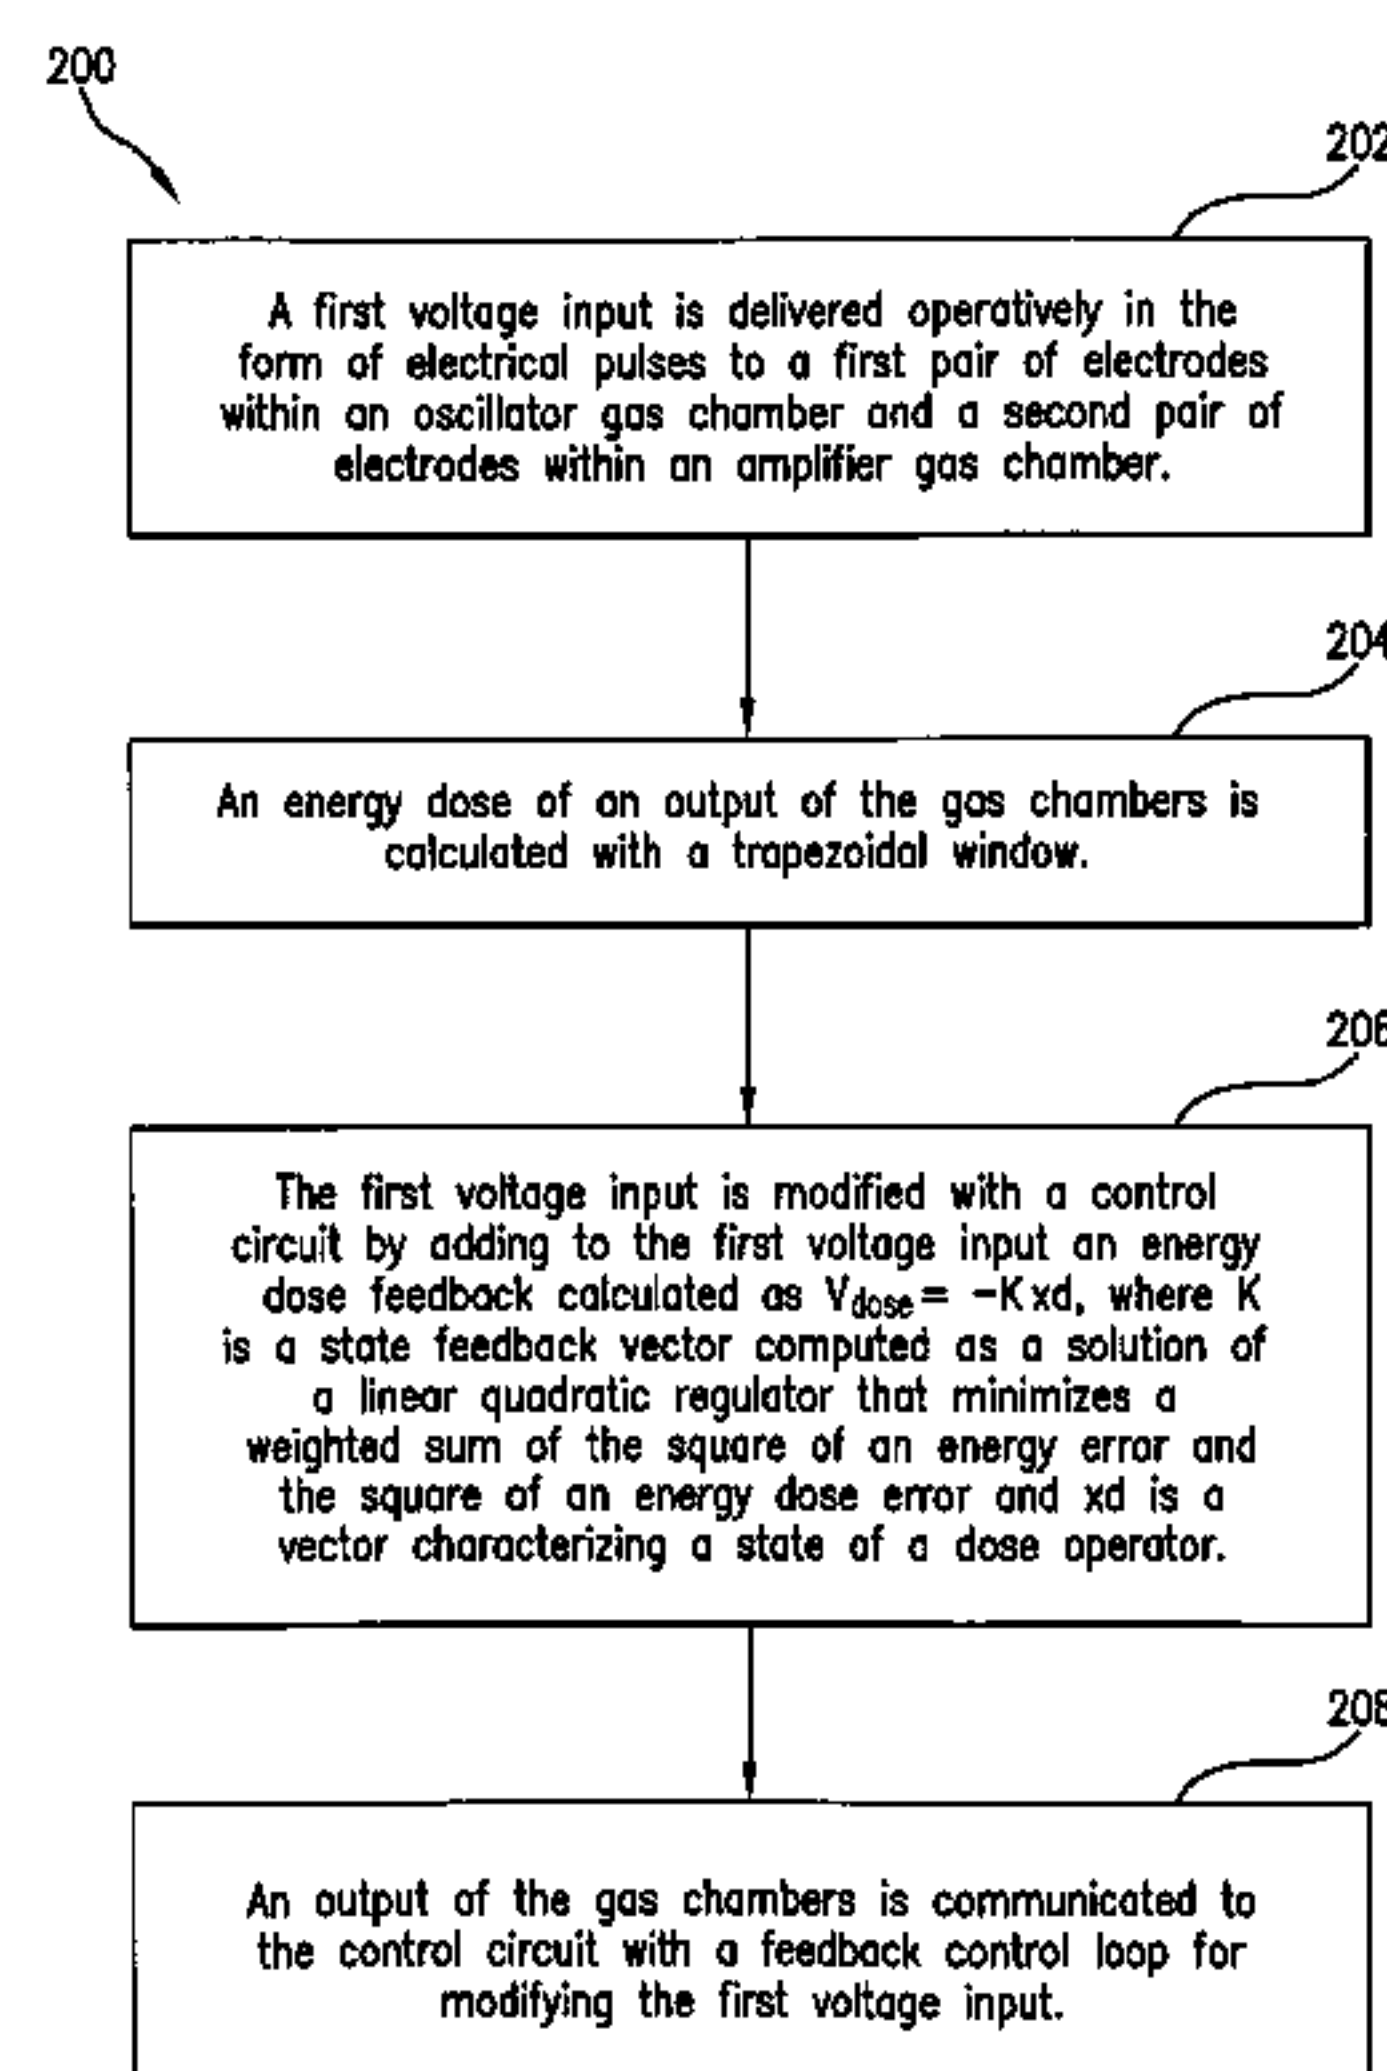 200
202
A first voltage input is delivered operatively in the
form of electrical pulses to a first pair of electrodes
within an oscillator gas chamber and a second pair of
electrodes within an amplifier gas chamber.
204
An energy dose of an output of the gas chambers is
calculated with a trapezoidal window.
206
The first voltage input is modified with a control
circuit by adding to the first voltage input an energy
dose feedback calculated as Vdose= -K xd, where K
is a state feedback vector computed as a solution of
a linear quadratic regulator that minimizes a
weighted sum of the square of an energy error and
the square of an energy dose error and xd is a
vector characterizing a state of a dose operator.
208
An output of the gas chambers is communicated to
the control circuit with a feedback control loop for
modifying the first voltage input.